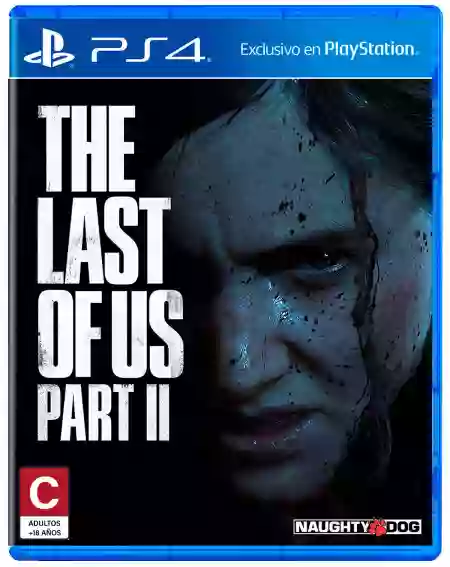 PS4
Exclusivo en PlayStation.
THE
LAST
OF US
PART II
C
ADULTOS
+18 AÑOS
NAUGHTY DOG